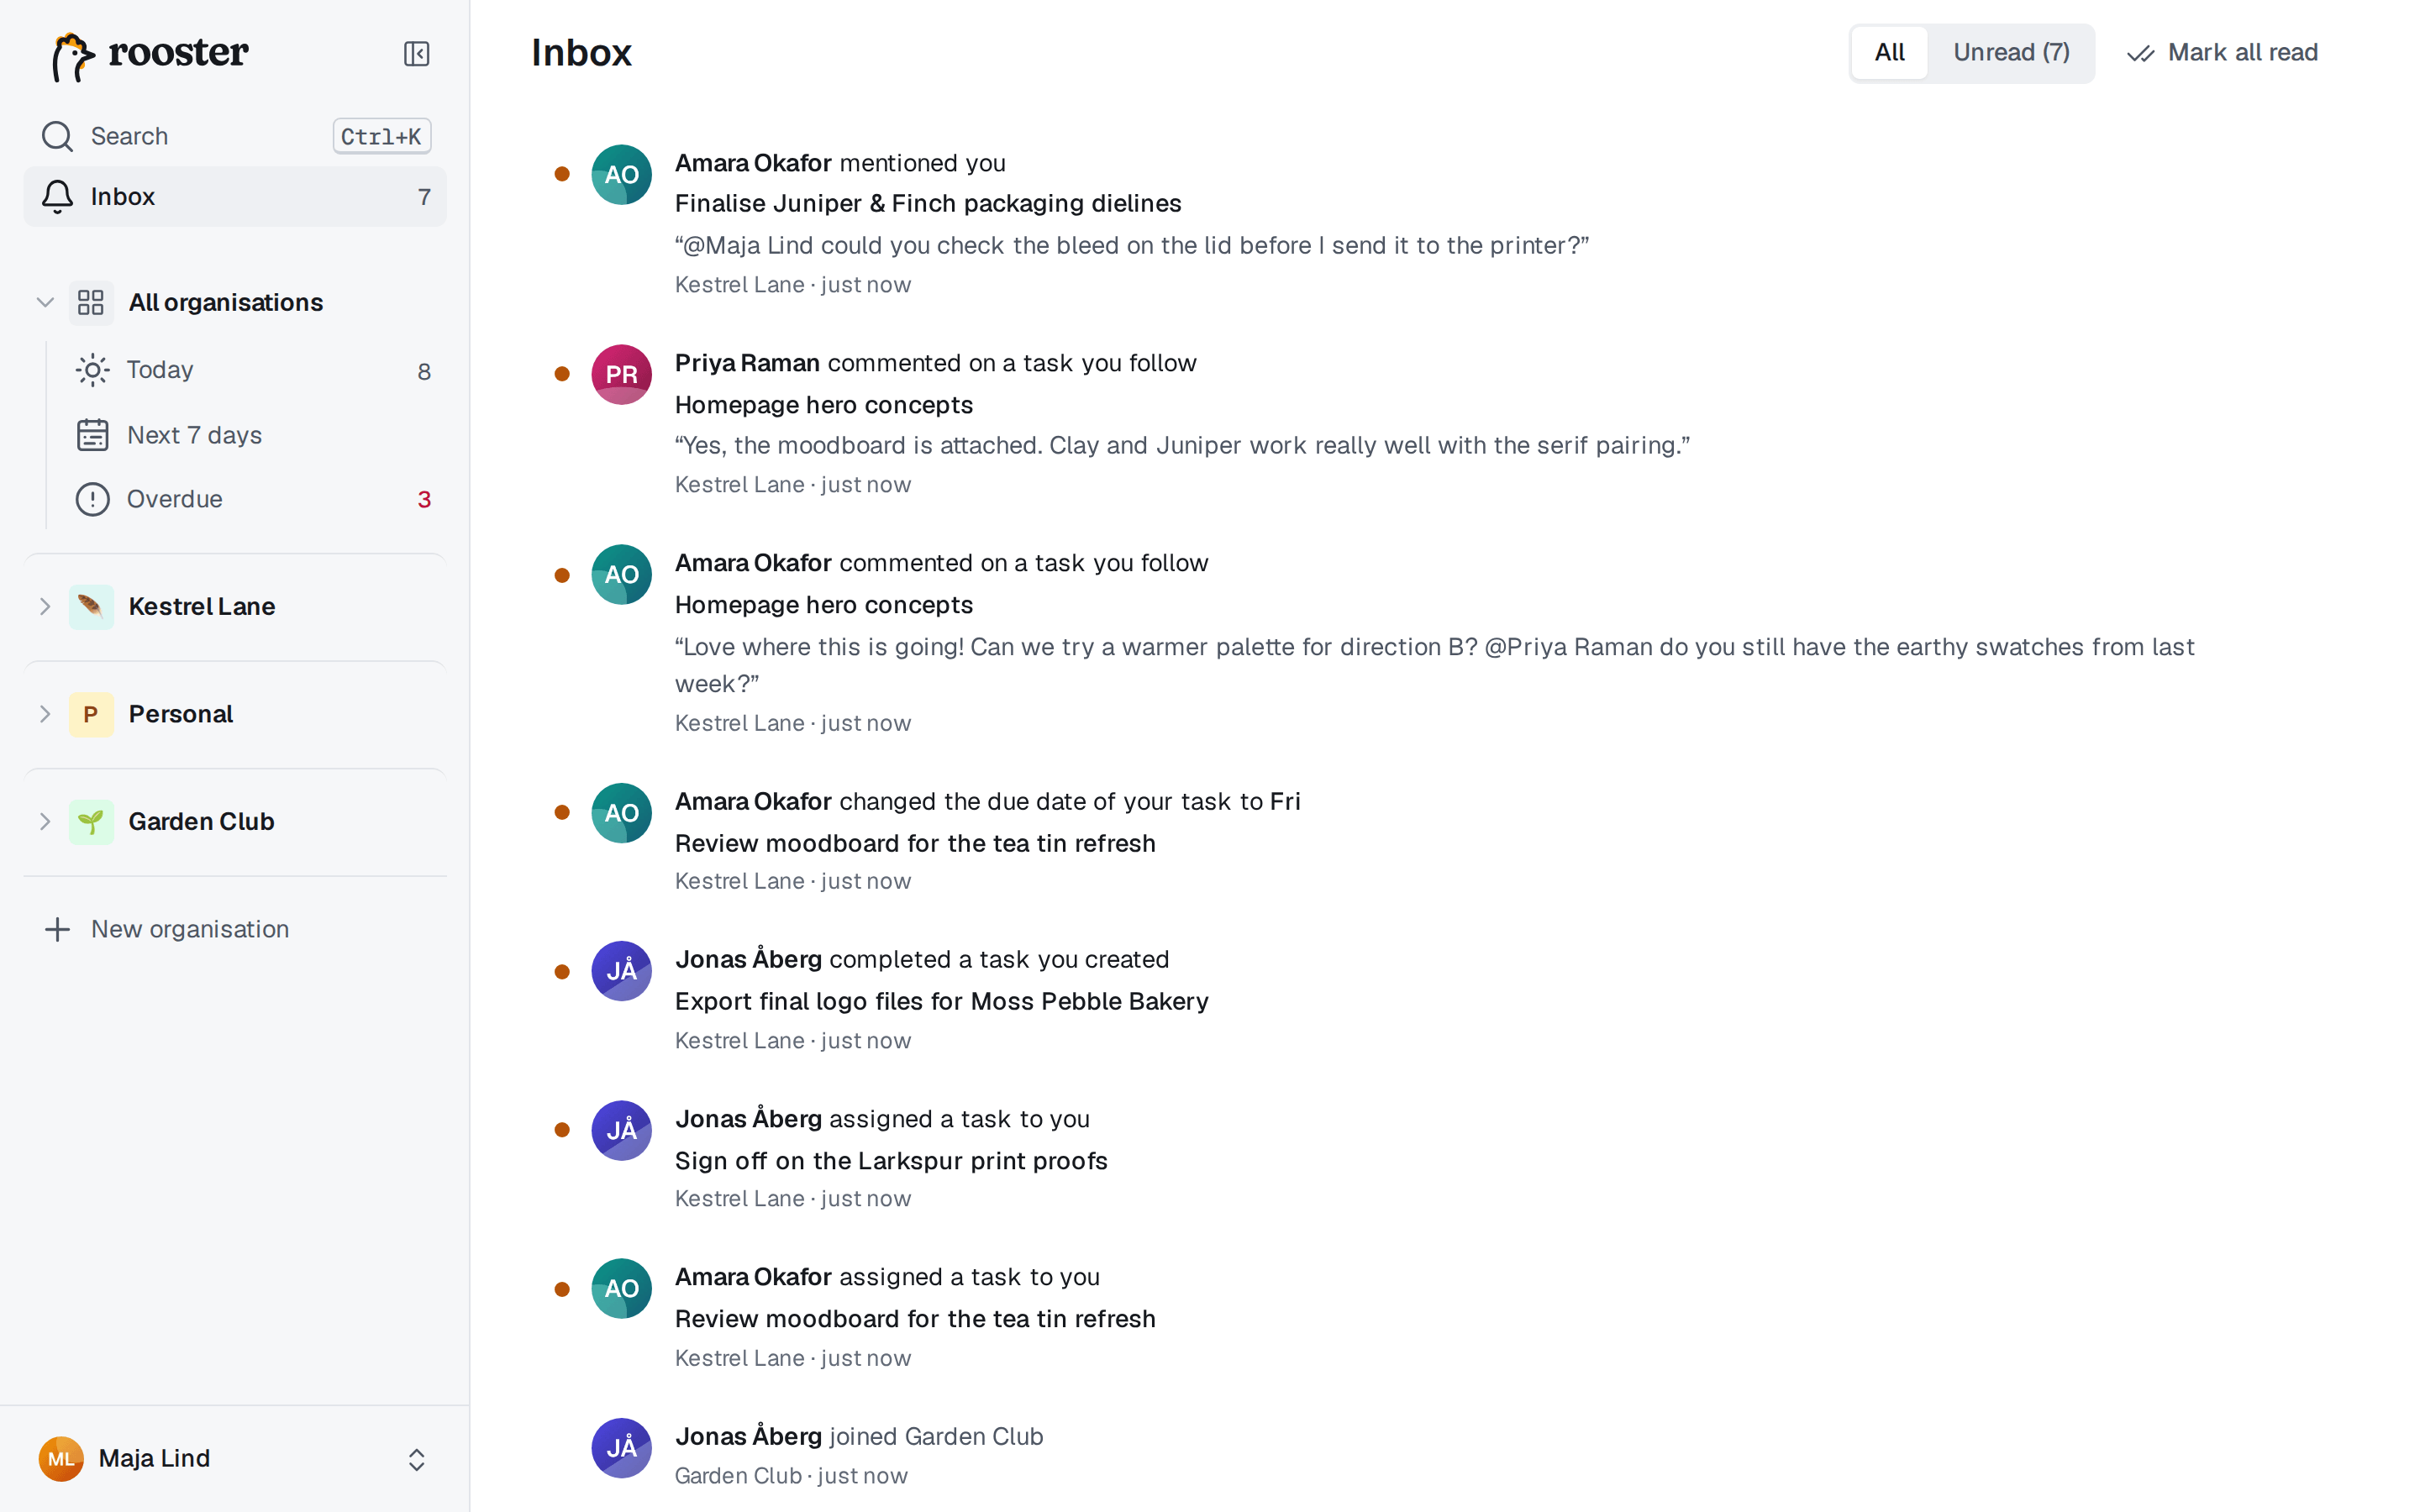 rooster
Search Ctrl+K
Inbox 7
All organisations
Today 8
Next 7 days
Overdue 3
Kestrel Lane
P Personal
Garden Club
New organisation
ML Maja Lind
Inbox
All Unread (7) Mark all read
AO Amara Okafor mentioned you
Finalise Juniper & Finch packaging dielines
“@Maja Lind could you check the bleed on the lid before I send it to the printer?”
Kestrel Lane · just now
PR Priya Raman commented on a task you follow
Homepage hero concepts
“Yes, the moodboard is attached. Clay and Juniper work really well with the serif pairing.”
Kestrel Lane · just now
AO Amara Okafor commented on a task you follow
Homepage hero concepts
“Love where this is going! Can we try a warmer palette for direction B? @Priya Raman do you still have the earthy swatches from last
week?”
Kestrel Lane · just now
AO Amara Okafor changed the due date of your task to Fri
Review moodboard for the tea tin refresh
Kestrel Lane · just now
JÅ Jonas Åberg completed a task you created
Export final logo files for Moss Pebble Bakery
Kestrel Lane · just now
JÅ Jonas Åberg assigned a task to you
Sign off on the Larkspur print proofs
Kestrel Lane · just now
AO Amara Okafor assigned a task to you
Review moodboard for the tea tin refresh
Kestrel Lane · just now
JÅ Jonas Åberg joined Garden Club
Garden Club · just now